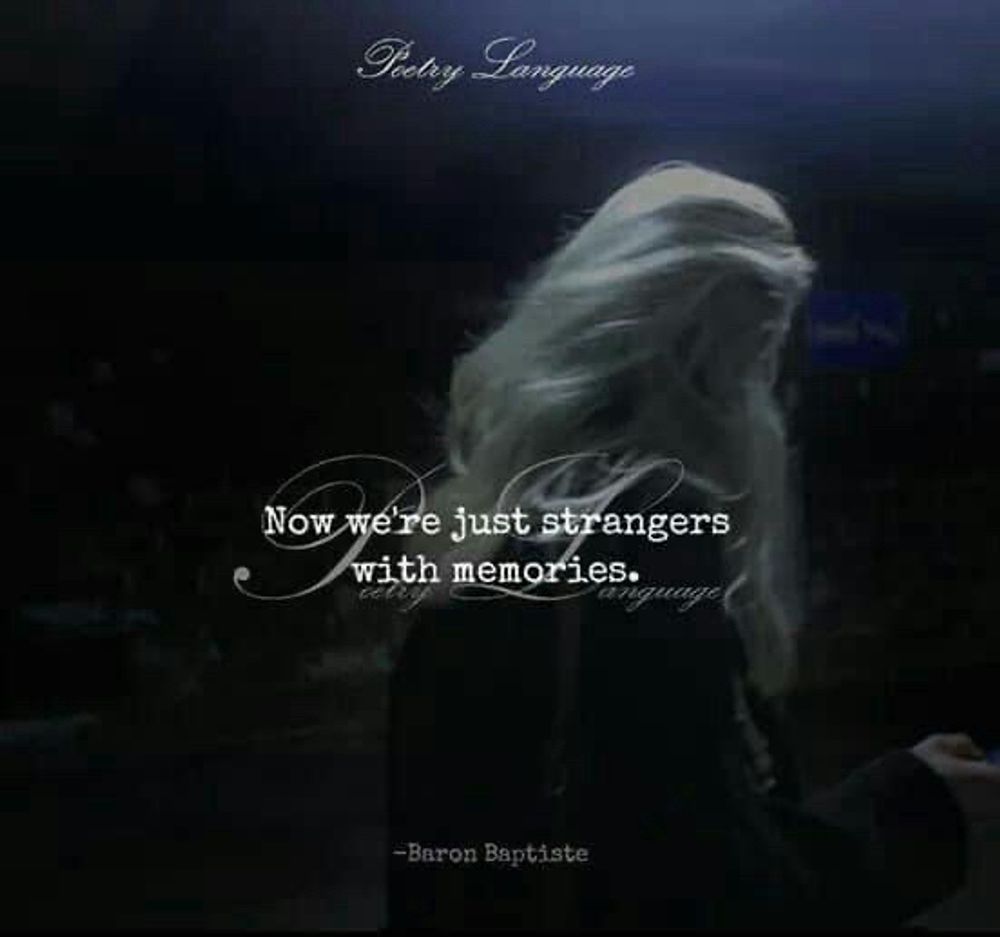 Poetry Language
Now we're just strangers
with memories.
Poetry Language
-Baron Baptiste